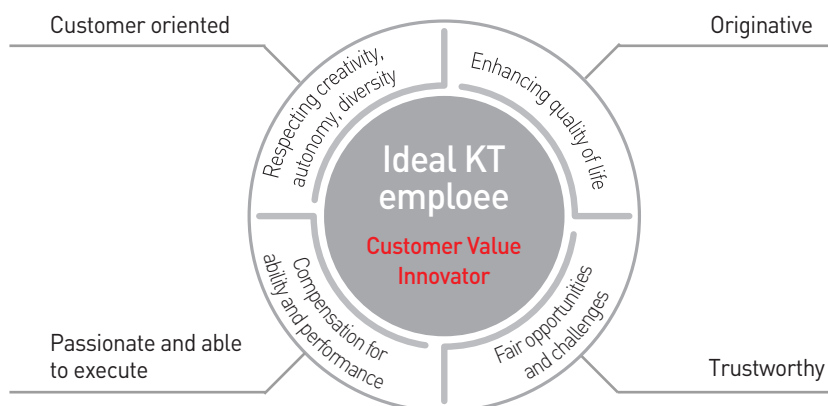 Customer oriented
Originative
Respecting creativity,
autonomy, diversity
Enhancing quality of life
Ideal KT
emploee
Customer Value
Innovator
Compensation for
ability and performance
Fair opportunities
and challenges
Passionate and able
to execute
Trustworthy